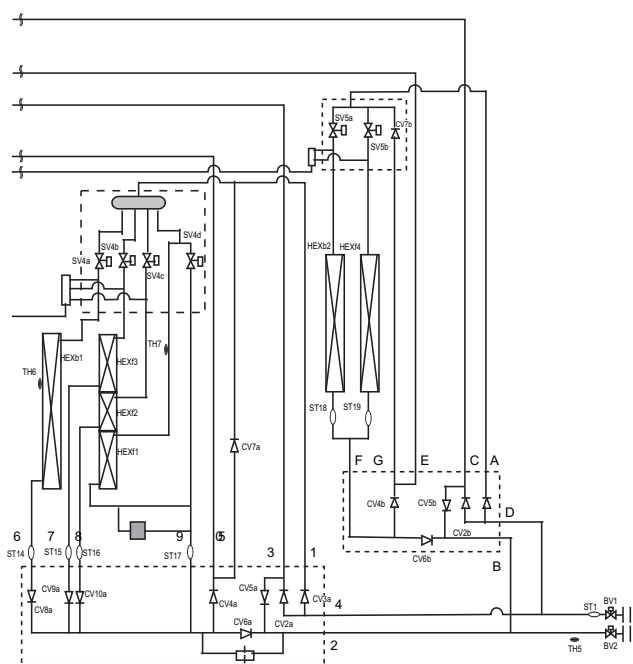 SV5a
CV7b
SV5b
SV4d
SV4b
SV4a
SV4c
HEXb2
HEXf4
HEXb1
TH7
HEXf3
TH6
HEXf2
ST18
ST19
HEXf1
CV7a
F
G
E
C
A
CV4b
CV5b
D
CV2b
6
7
8
9
3
1
B
ST14
ST15
ST16
ST17
CV6b
CV9a
CV5a
CV10a
CV4a
CV3a
4
ST1
BV1
CV8a
CV2a
CV6a
2
TH5
BV2